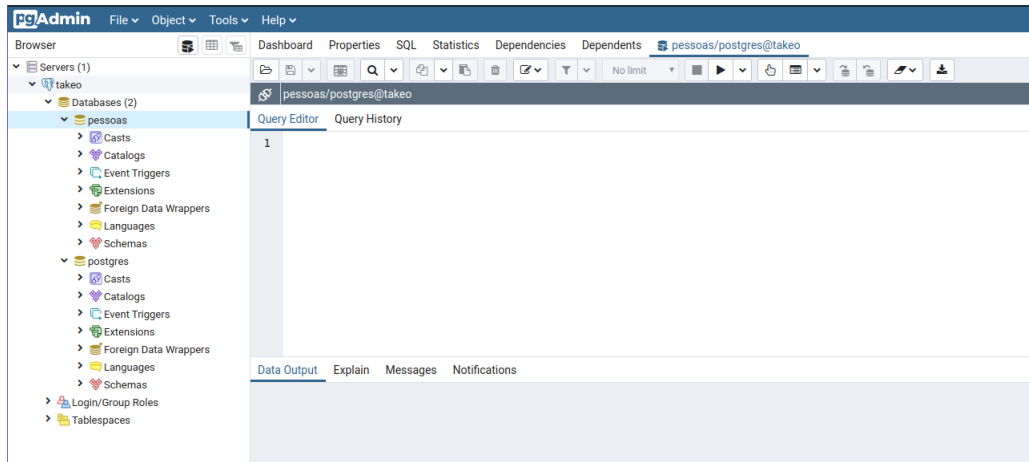 pgAdmin File Object Tools Help
Browser
Dashboard Properties SQL Statistics Dependencies Dependents pessoas/postgres@takeo
Servers (1)
takeo
Databases (2)
pessoas
Casts
Catalogs
Event Triggers
Extensions
Foreign Data Wrappers
Languages
Schemas
postgres
Casts
Catalogs
Event Triggers
Extensions
Foreign Data Wrappers
Languages
Schemas
Login/Group Roles
Tablespaces
No limit
pessoas/postgres@takeo
Query Editor Query History
1
Data Output Explain Messages Notifications